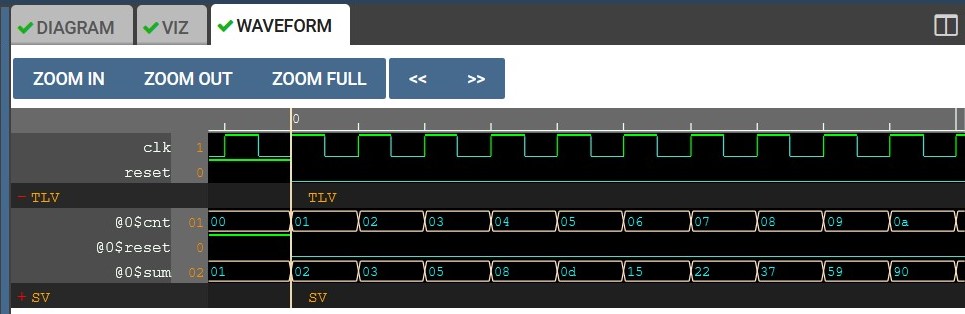 DIAGRAM VIZ WAVEFORM
ZOOM IN ZOOM OUT ZOOM FULL << >>
0
clk 1
reset 0
− TLV TLV
@0$cnt 01 00 01 02 03 04 05 06 07 08 09 0a
@0$reset 0
@0$sum 02 01 02 03 05 08 0d 15 22 37 59 90
+ SV SV